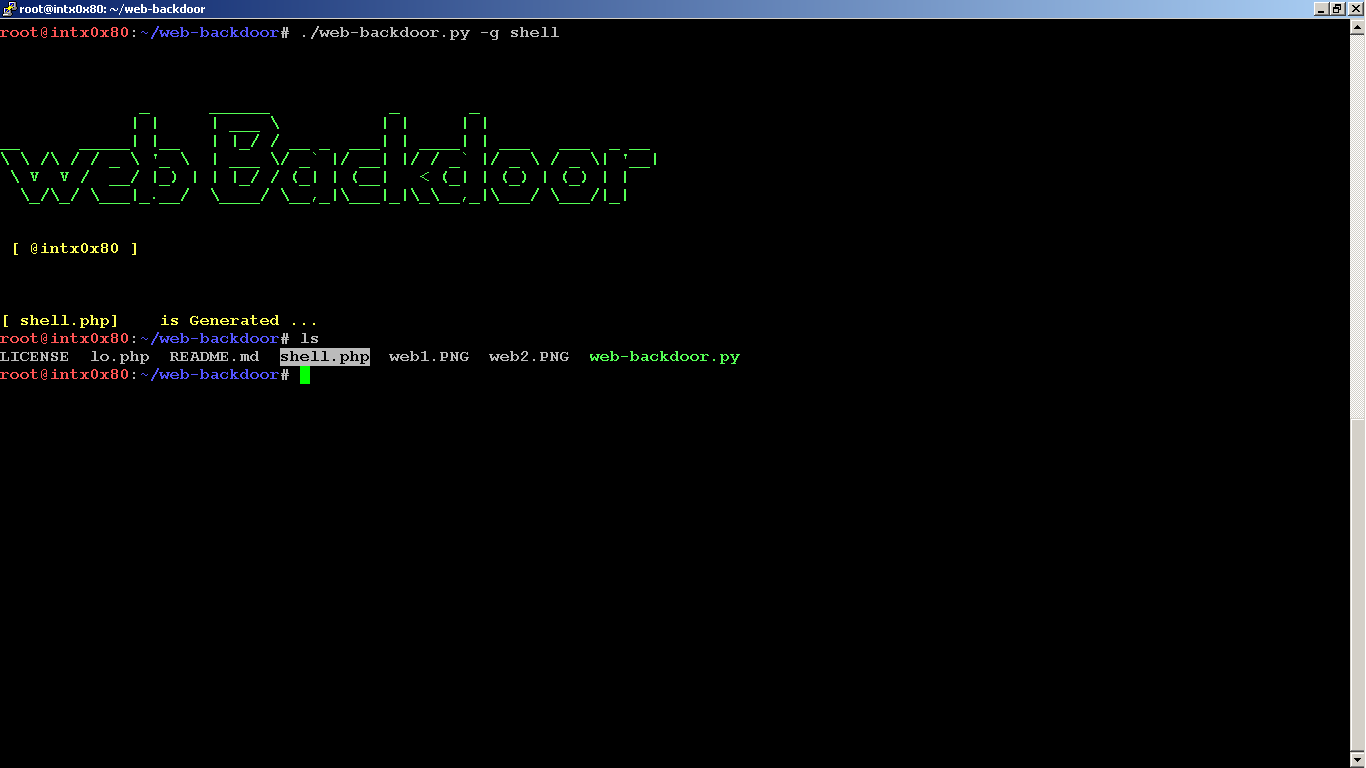 root@intx0x80: ~/web-backdoor
root@intx0x80:~/web-backdoor# ./web-backdoor.py -g shell
web Backdoor
[ @intx0x80 ]
[ shell.php]    is Generated ...
root@intx0x80:~/web-backdoor# ls
LICENSE  lo.php  README.md  shell.php  web1.PNG  web2.PNG  web-backdoor.py
root@intx0x80:~/web-backdoor#